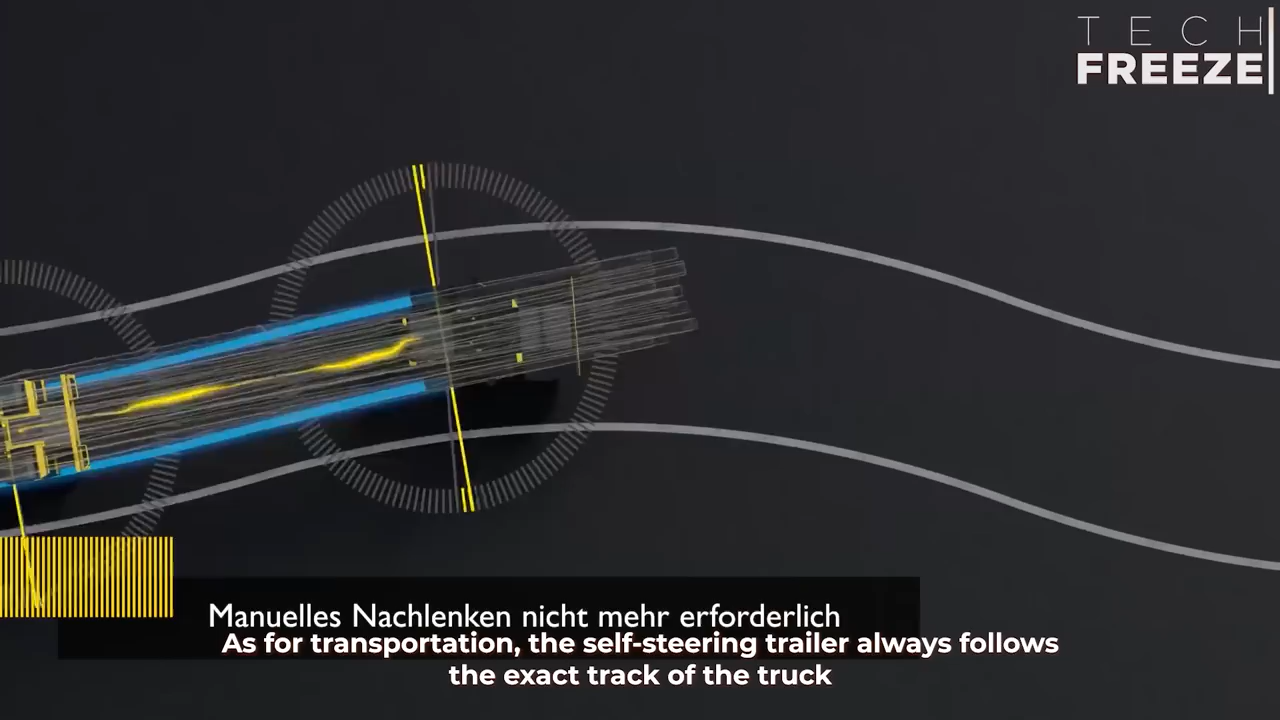 TECH
FREEZE
Manuelles Nachlenken nicht mehr erforderlich
As for transportation, the self-steering trailer always follows
the exact track of the truck